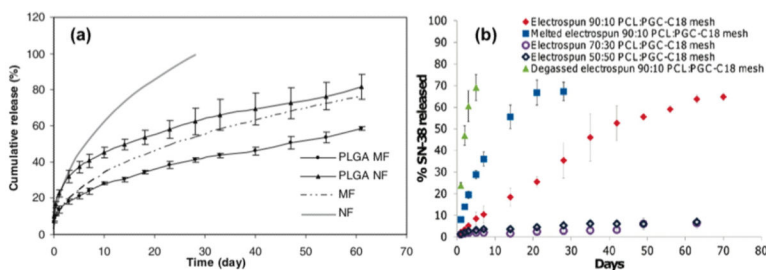 (a)
Cumulative release (%)
120
100
80
60
40
20
0
0
10
20
30
40
50
60
70
Time (day)
PLGA MF
PLGA NF
MF
NF
(b)
% SN-38 released
100
90
80
70
60
50
40
30
20
10
0
0
10
20
30
40
50
60
70
80
Days
Electrospun 90:10 PCL:PGC-C18 mesh
Melted electrospun 90:10 PCL:PGC-C18 mesh
Electrospun 70:30 PCL:PGC-C18 mesh
Electrospun 50:50 PCL:PGC-C18 mesh
Degassed electrospun 90:10 PCL:PGC-C18 mesh